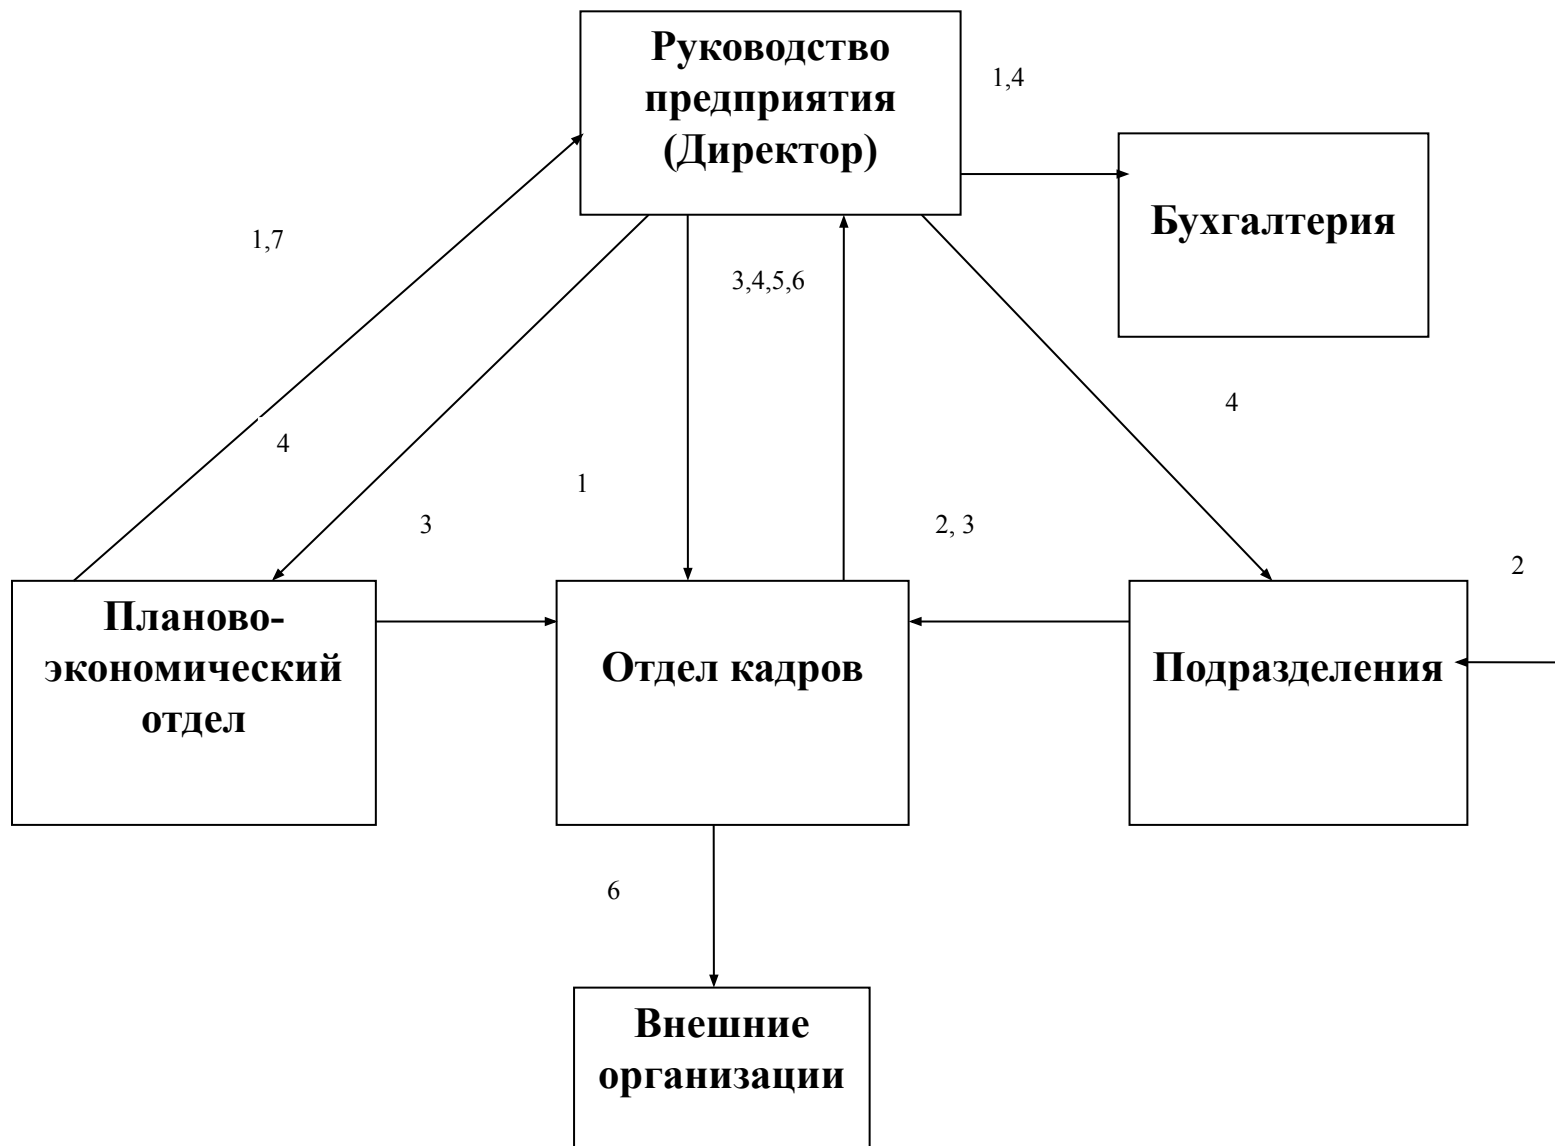 Руководство
предприятия
(Директор)
1,4
Бухгалтерия
1,7
3,4,5,6
4
4
1
3
2, 3
2
Планово-
экономический
отдел
Отдел кадров
Подразделения
6
Внешние
организации